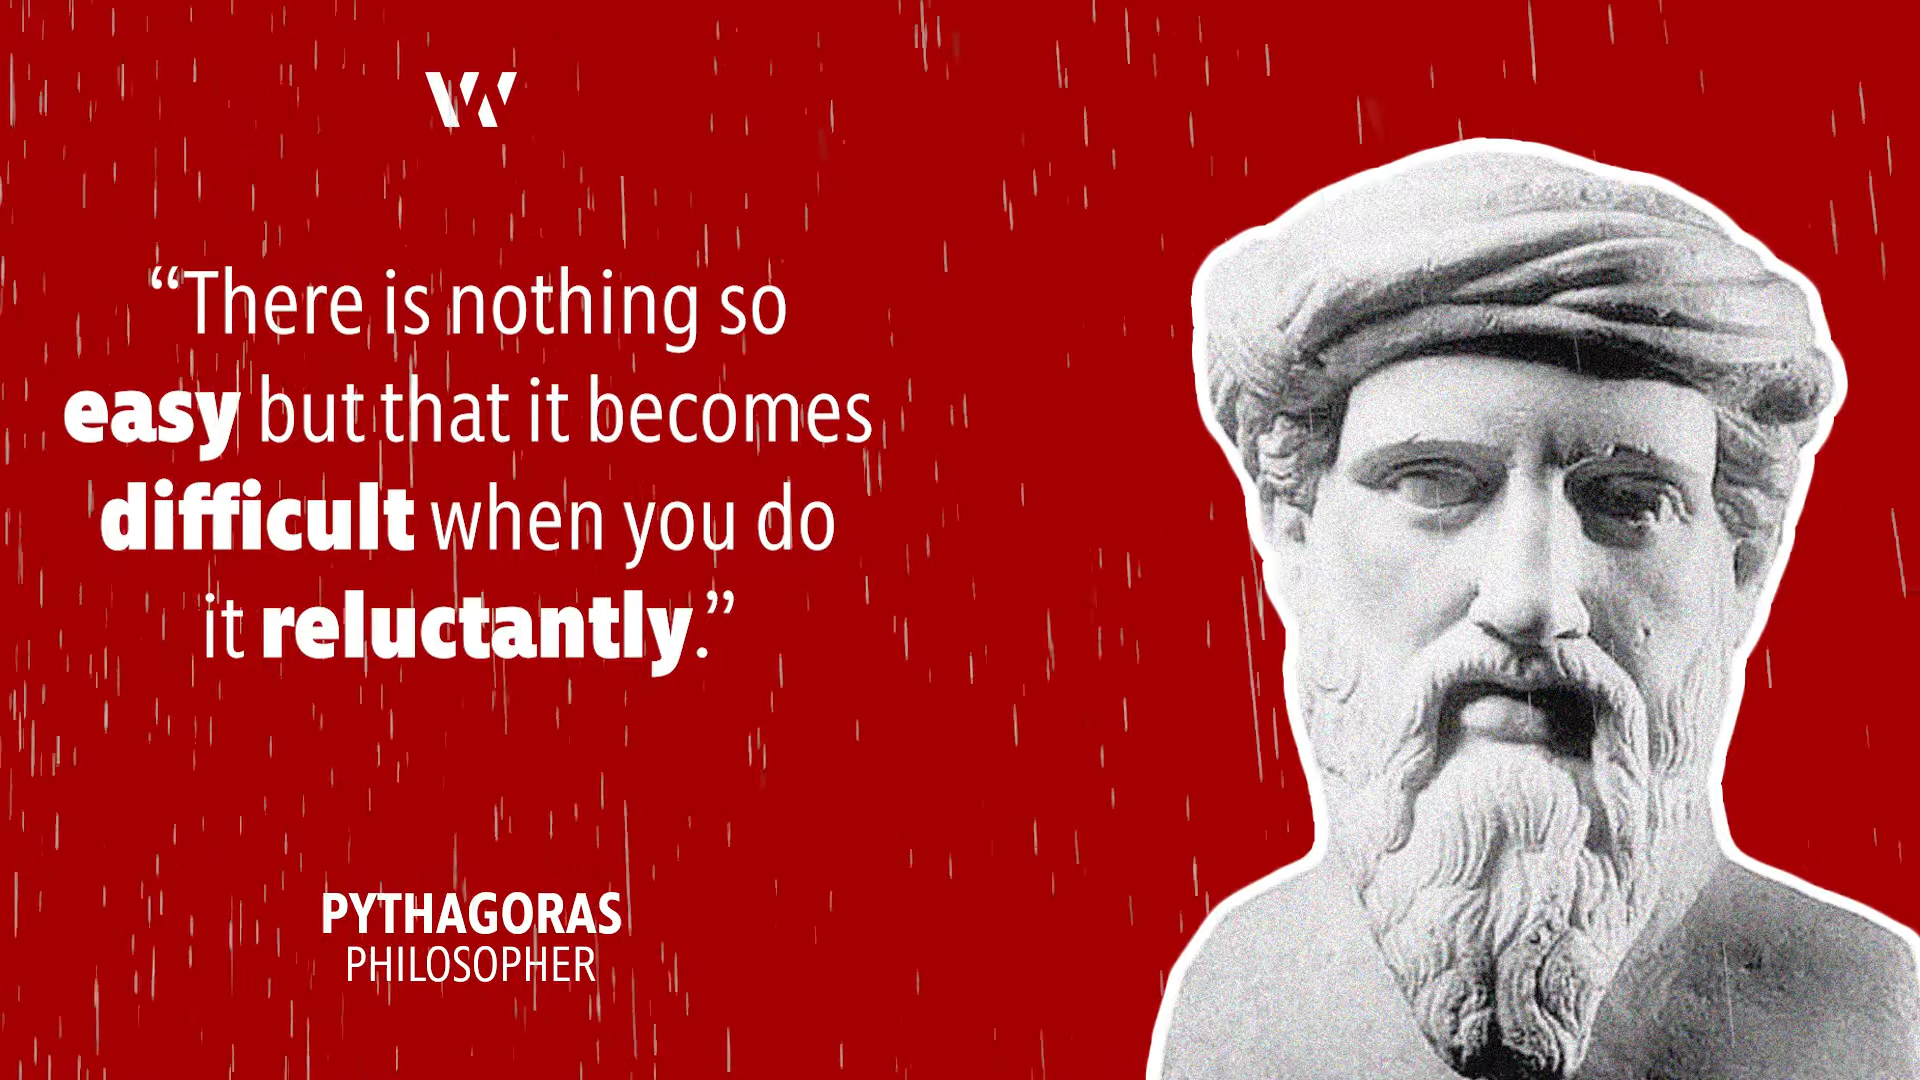 W
“There is nothing so
easy but that it becomes
difficult when you do
it reluctantly.”
PYTHAGORAS
PHILOSOPHER